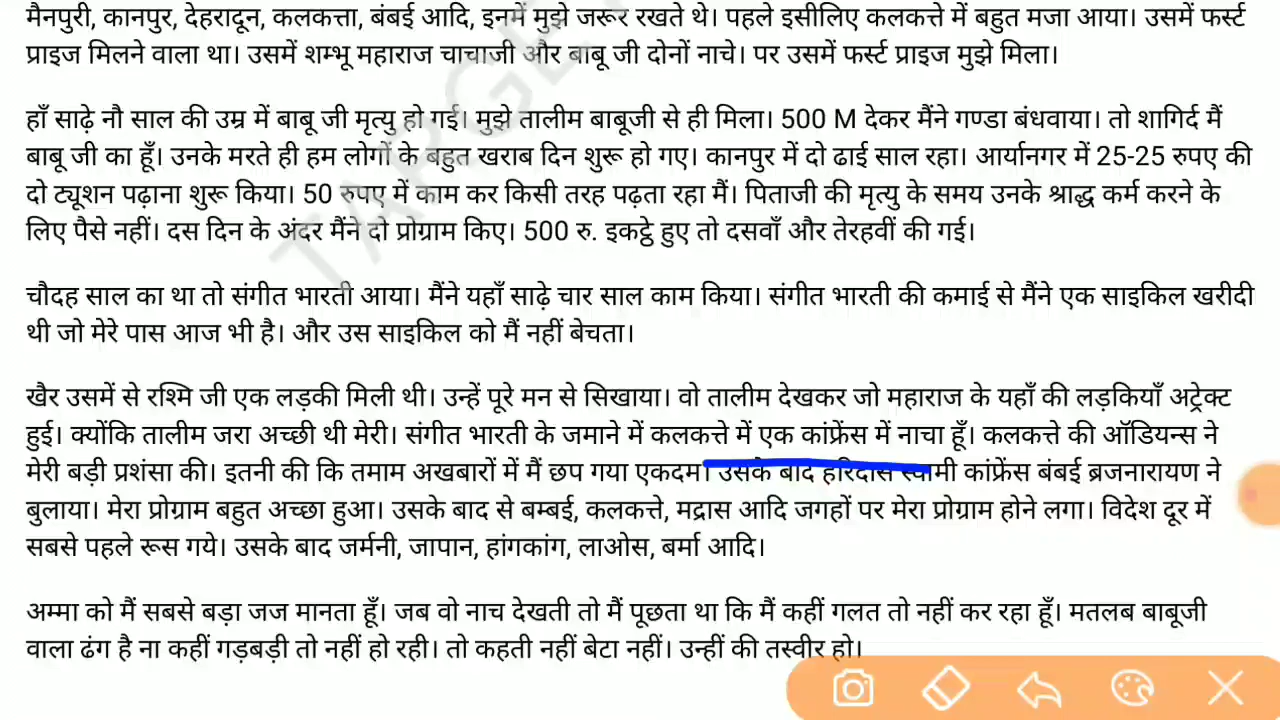 मैनपुरी, कानपुर, देहरादून, कलकत्ता, बंबई आदि, इनमें मुझे जरूर रखते थे। पहले इसीलिए कलकत्ते में बहुत मजा आया। उसमें फर्स्ट
प्राइज मिलने वाला था। उसमें शम्भू महाराज चाचाजी और बाबू जी दोनों नाचे। पर उसमें फर्स्ट प्राइज मुझे मिला।
हाँ साढ़े नौ साल की उम्र में बाबू जी मृत्यु हो गई। मुझे तालीम बाबूजी से ही मिला। 500 M देकर मैंने गण्डा बंधवाया। तो शागिर्द मैं
बाबू जी का हूँ। उनके मरते ही हम लोगों के बहुत खराब दिन शुरू हो गए। कानपुर में दो ढाई साल रहा। आर्यानगर में 25-25 रुपए की
दो ट्यूशन पढ़ाना शुरू किया। 50 रुपए में काम कर किसी तरह पढ़ता रहा मैं। पिताजी की मृत्यु के समय उनके श्राद्ध कर्म करने के
लिए पैसे नहीं। दस दिन के अंदर मैंने दो प्रोग्राम किए। 500 रु. इकट्ठे हुए तो दसवाँ और तेरहवीं की गई।
चौदह साल का था तो संगीत भारती आया। मैंने यहाँ साढ़े चार साल काम किया। संगीत भारती की कमाई से मैंने एक साइकिल खरीदी
थी जो मेरे पास आज भी है। और उस साइकिल को मैं नहीं बेचता।
खैर उसमें से रश्मि जी एक लड़की मिली थी। उन्हें पूरे मन से सिखाया। वो तालीम देखकर जो महाराज के यहाँ की लड़कियाँ अट्रेक्ट
हुई। क्योंकि तालीम जरा अच्छी थी मेरी। संगीत भारती के जमाने में कलकत्ते में एक कांफ्रेंस में नाचा हूँ। कलकत्ते की ऑडियन्स ने
मेरी बड़ी प्रशंसा की। इतनी की कि तमाम अखबारों में मैं छप गया एकदम। उसके बाद हरिदास स्वामी कांफ्रेंस बंबई ब्रजनारायण ने
बुलाया। मेरा प्रोग्राम बहुत अच्छा हुआ। उसके बाद से बम्बई, कलकत्ते, मद्रास आदि जगहों पर मेरा प्रोग्राम होने लगा। विदेश दूर में
सबसे पहले रूस गये। उसके बाद जर्मनी, जापान, हांगकांग, लाओस, बर्मा आदि।
अम्मा को मैं सबसे बड़ा जज मानता हूँ। जब वो नाच देखती तो मैं पूछता था कि मैं कहीं गलत तो नहीं कर रहा हूँ। मतलब बाबूजी
वाला ढंग है ना कहीं गड़बड़ी तो नहीं हो रही। तो कहती नहीं बेटा नहीं। उन्हीं की तस्वीर हो।